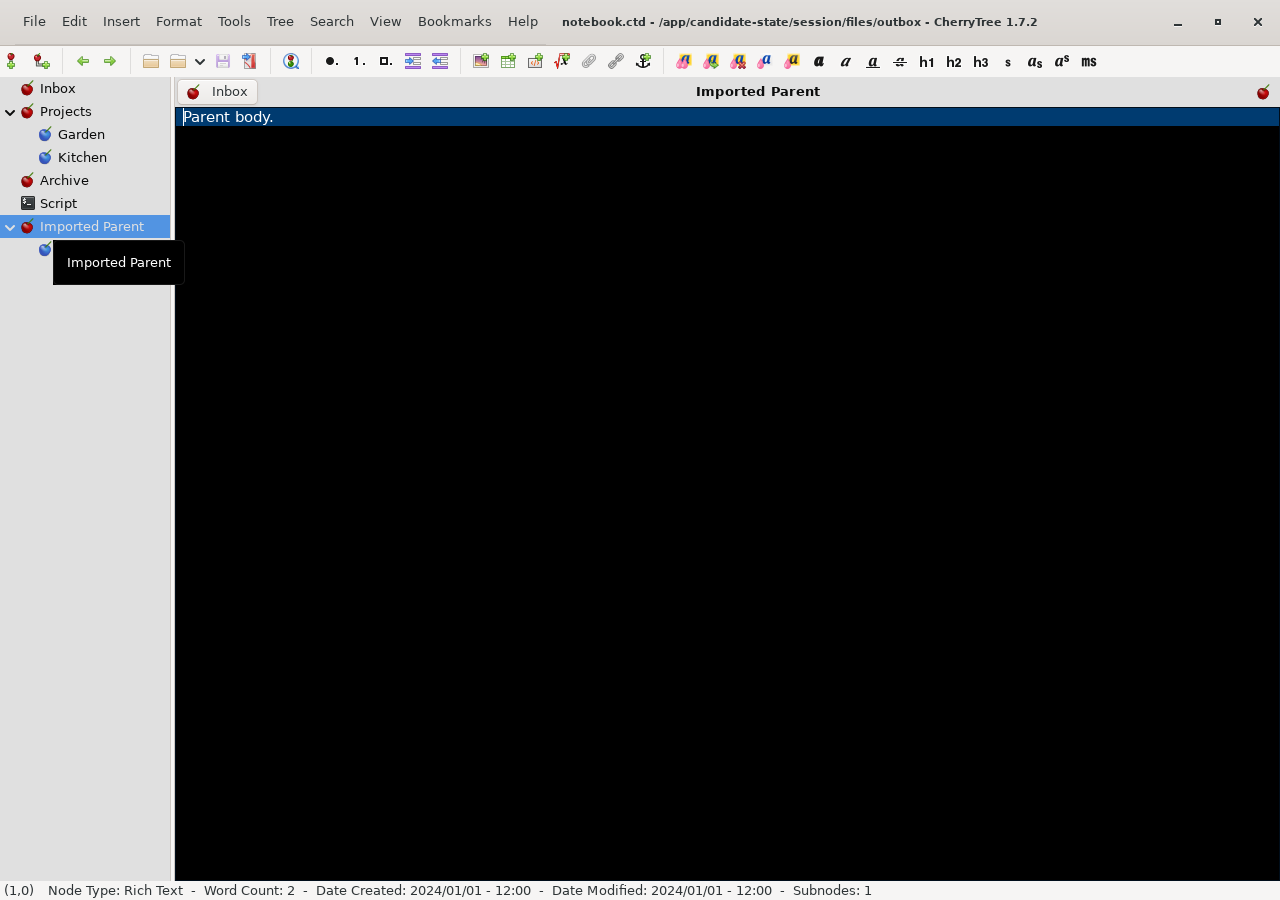 File Edit Insert Format Tools Tree Search View Bookmarks Help notebook.ctd - /app/candidate-state/session/files/outbox - CherryTree 1.7.2
1. h1 h2 h3 s as as ms
Inbox
Projects
Garden
Kitchen
Archive
Script
Imported Parent
Imported Parent
Inbox Imported Parent
Parent body.
(1,0) Node Type: Rich Text - Word Count: 2 - Date Created: 2024/01/01 - 12:00 - Date Modified: 2024/01/01 - 12:00 - Subnodes: 1